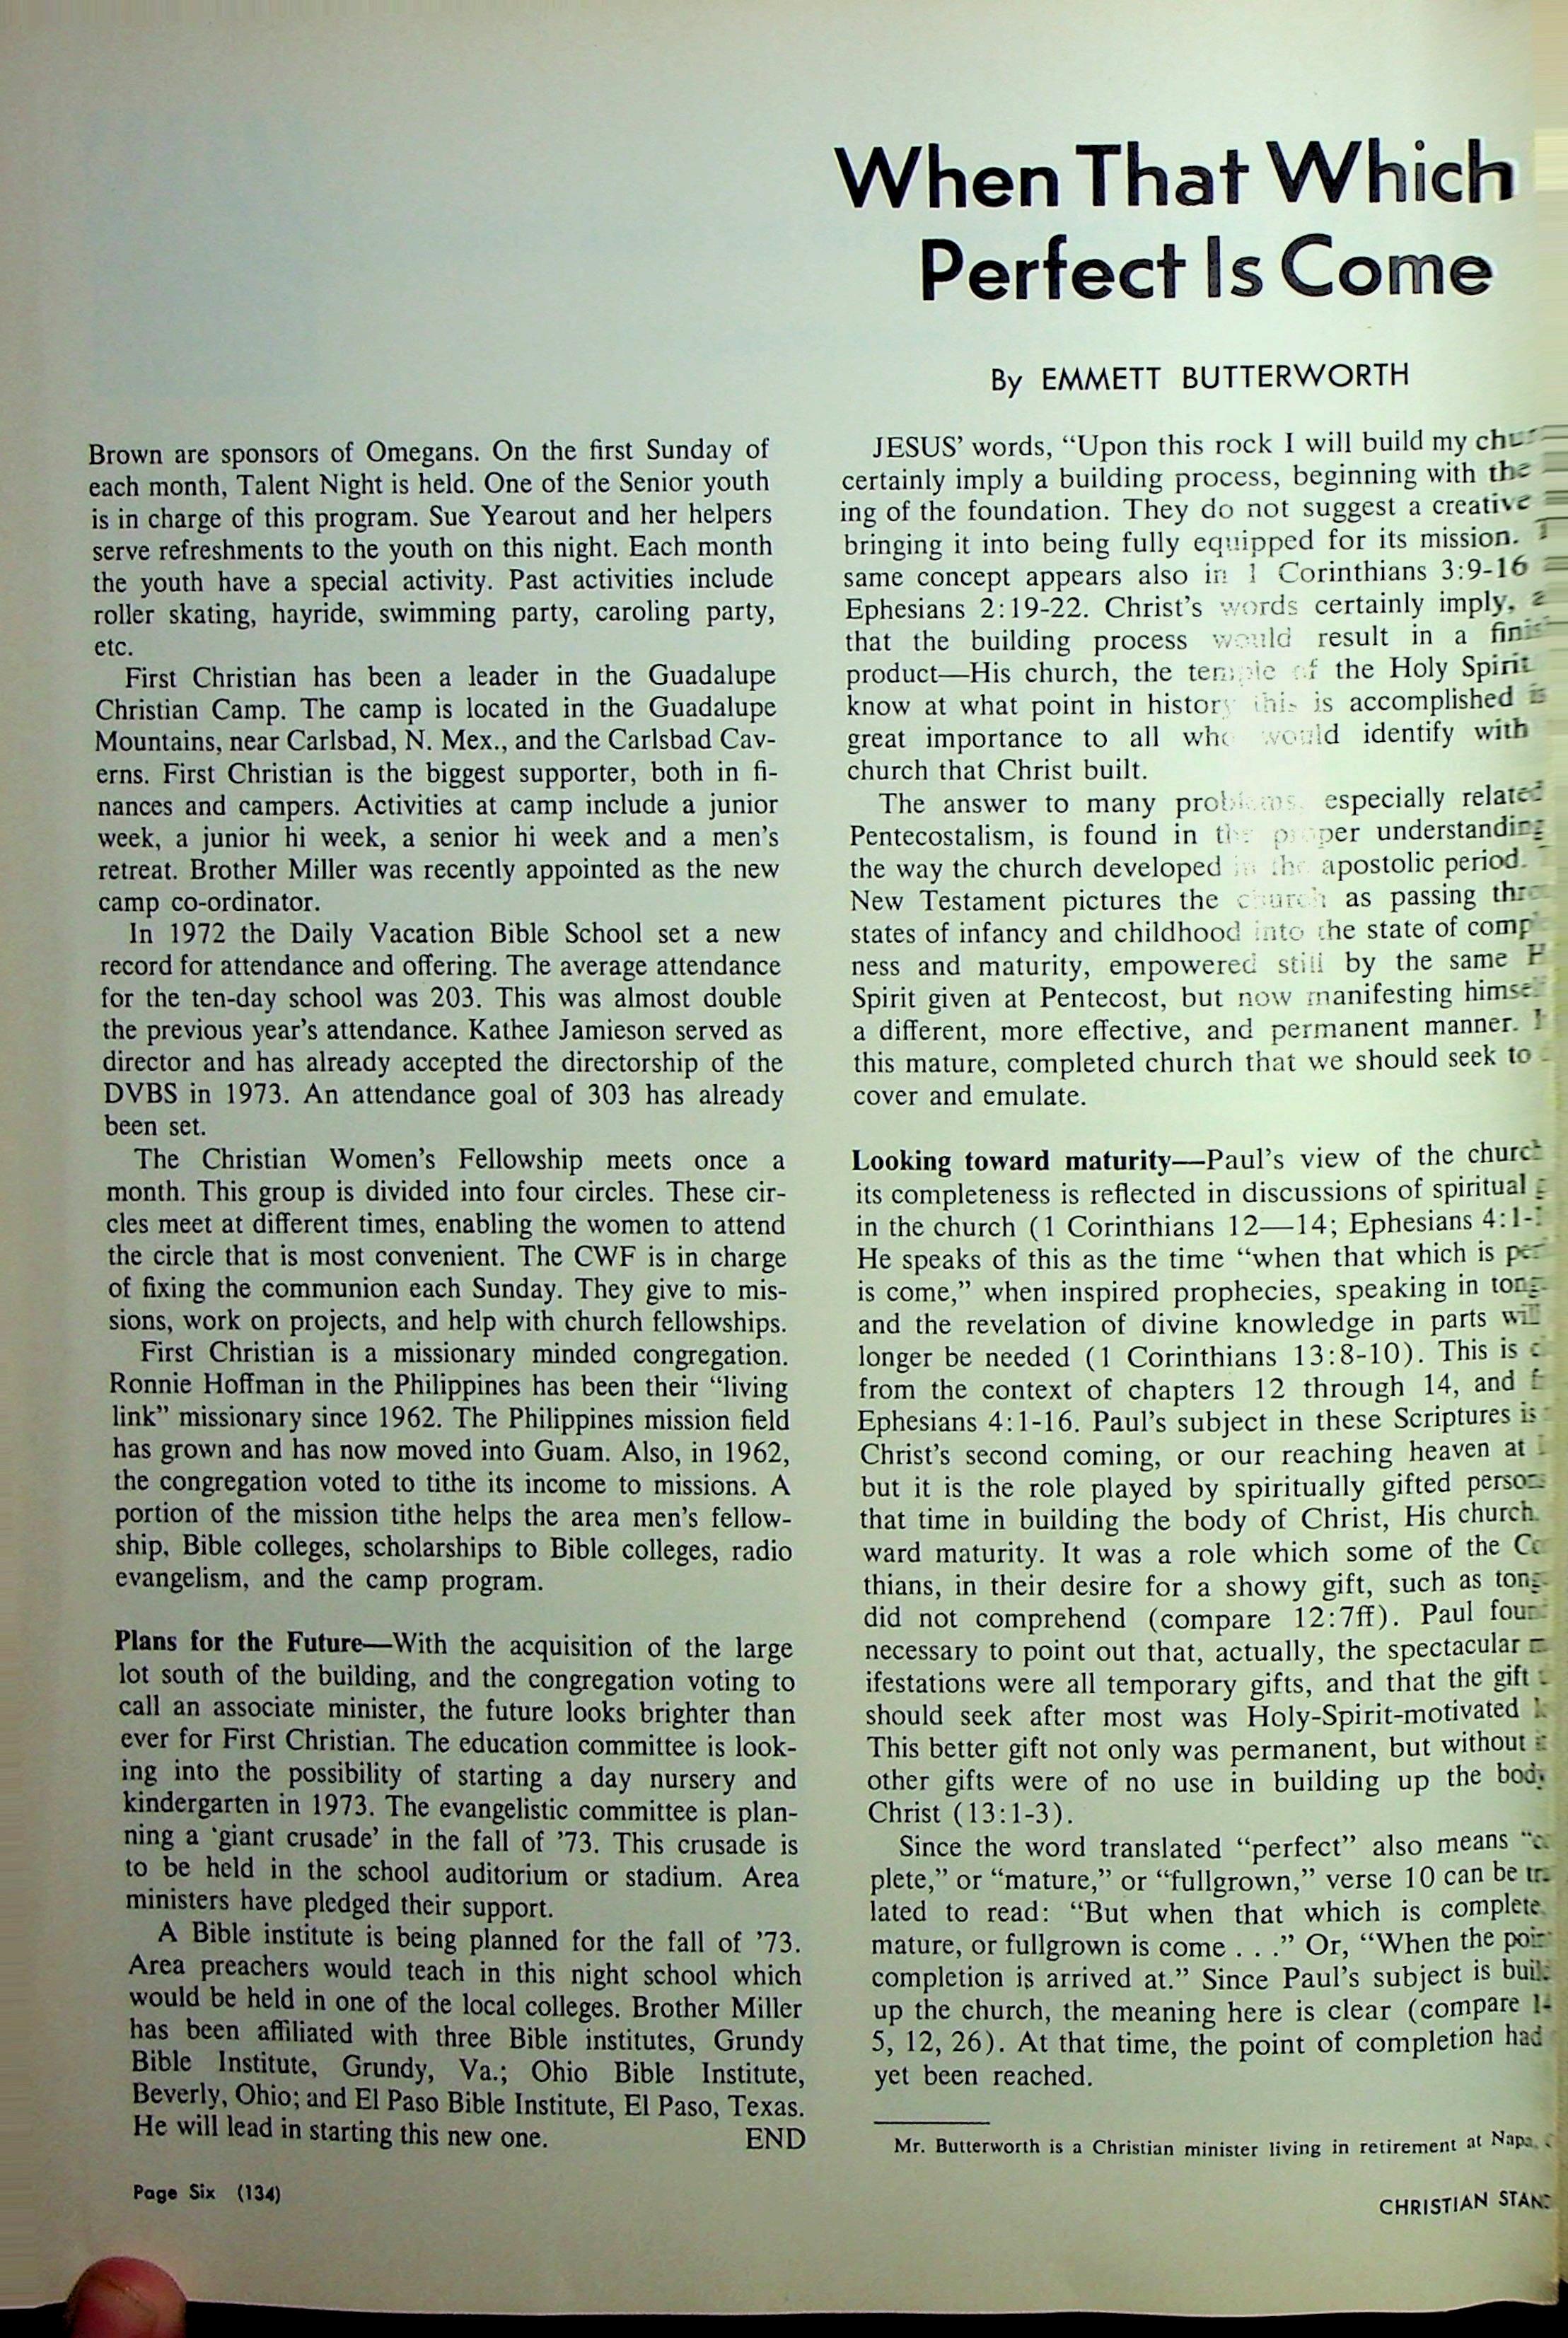 Brown are sponsors of Omegans. On the first Sunday of
each month, Talent Night is held. One of the Senior youth
is in charge of this program. Sue Yearout and her helpers
serve refreshments to the youth on this night. Each month
the youth have a special activity. Past activities include
roller skating, hayride, swimming party, caroling party,
etc.
First Christian has been a leader in the Guadalupe
Christian Camp. The camp is located in the Guadalupe
Mountains, near Carlsbad, N. Mex., and the Carlsbad Cav-
erns. First Christian is the biggest supporter, both in fi-
nances and campers. Activities at camp include a junior
week, a junior hi week, a senior hi week and a men's
retreat. Brother Miller was recently appointed as the new
camp co-ordinator.
In 1972 the Daily Vacation Bible School set a new
record for attendance and offering. The average attendance
for the ten-day school was 203. This was almost double
the previous year's attendance. Kathee Jamieson served as
director and has already accepted the directorship of the
DVBS in 1973. An attendance goal of 303 has already
been set.
The Christian Women's Fellowship meets once a
month. This group is divided into four circles. These cir-
cles meet at different times, enabling the women to attend
the circle that is most convenient. The CWF is in charge
of fixing the communion each Sunday. They give to mis-
sions, work on projects, and help with church fellowships.
First Christian is a missionary minded congregation.
Ronnie Hoffman in the Philippines has been their “living
link” missionary since 1962. The Philippines mission field
has grown and has now moved into Guam. Also, in 1962,
the congregation voted to tithe its income to missions. A
portion of the mission tithe helps the area men's fellow-
ship, Bible colleges, scholarships to Bible colleges, radio
evangelism, and the camp program.
Plans for the Future—With the acquisition of the large
lot south of the building, and the congregation voting to
call an associate minister, the future looks brighter than
ever for First Christian. The education committee is look-
ing into the possibility of starting a day nursery and
kindergarten in 1973. The evangelistic committee is plan-
ning a ‘giant crusade’ in the fall of ’73. This crusade is
to be held in the school auditorium or stadium. Area
ministers have pledged their support.
A Bible institute is being planned for the fall of ’73.
Area preachers would teach in this night school which
would be held in one of the local colleges. Brother Miller
has been affiliated with three Bible institutes, Grundy
Bible Institute, Grundy, Va.; Ohio Bible Institute,
Beverly, Ohio; and El Paso Bible Institute, El Paso, Texas.
He will lead in starting this new one. END
Page Six (134)
When That Which
Perfect Is Come
By EMMETT BUTTERWORTH
JESUS’ words, “Upon this rock I will build my
certainly imply a building process, beginning with the
ing of the foundation. They do not suggest a creative
bringing it into being fully equipped for its mission.
same concept appears also in 1 Corinthians 3:9-16
Ephesians 2:19-22. Christ's words certainly imply,
that the building process would result in a
product—His church, the temple of the Holy Spirit
know at what point in history this is accomplished is
great importance to all who would identify with
church that Christ built.
The answer to many problems, especially related
Pentecostalism, is found in the proper understanding
the way the church developed in the apostolic period.
New Testament pictures the church as passing
states of infancy and childhood into the state of comp
ness and maturity, empowered still by the same
Spirit given at Pentecost, but now manifesting
a different, more effective, and permanent manner.
this mature, completed church that we should seek to
cover and emulate.
Looking toward maturity—Paul's view of the church
its completeness is reflected in discussions of spiritual
in the church (1 Corinthians 12—14; Ephesians 4:1-
He speaks of this as the time “when that which is
is come,” when inspired prophecies, speaking in
and the revelation of divine knowledge in parts will
longer be needed (1 Corinthians 13:8-10). This is
from the context of chapters 12 through 14, and
Ephesians 4:1-16. Paul's subject in these Scriptures is
Christ's second coming, or our reaching heaven at
but it is the role played by spiritually gifted persons
that time in building the body of Christ, His church
ward maturity. It was a role which some of the
thians, in their desire for a showy gift, such as
did not comprehend (compare 12:7ff). Paul found
necessary to point out that, actually, the spectacular
ifestations were all temporary gifts, and that the gift
should seek after most was Holy-Spirit-motivated
This better gift not only was permanent, but without
other gifts were of no use in building up the body
Christ (13:1-3).
Since the word translated “perfect” also means
plete,” or “mature,” or “fullgrown,” verse 10 can be
lated to read: “But when that which is complete
mature, or fullgrown is come . . .” Or, “When the
completion is arrived at.” Since Paul's subject is
up the church, the meaning here is clear (compare
5, 12, 26). At that time, the point of completion had
yet been reached.
Mr. Butterworth is a Christian minister living in retirement at Napa,
CHRISTIAN STAN